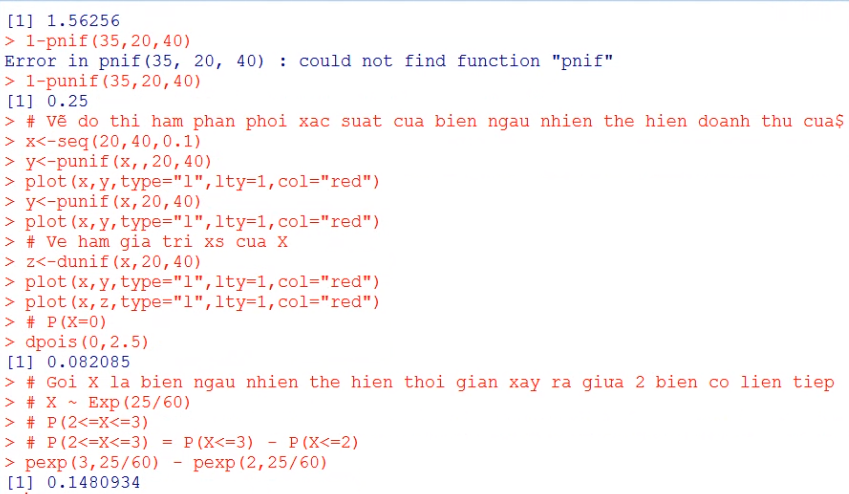 [1] 1.56256
> 1-pnif(35,20,40)
Error in pnif(35, 20, 40) : could not find function "pnif"
> 1-punif(35,20,40)
[1] 0.25
> # Vẽ do thi ham phan phoi xac suat cua bien ngau nhien the hien doanh thu cua$
> x<-seq(20,40,0.1)
> y<-punif(x,,20,40)
> plot(x,y,type="l",lty=1,col="red")
> y<-punif(x,20,40)
> plot(x,y,type="l",lty=1,col="red")
> # Ve ham gia tri xs cua X
> z<-dunif(x,20,40)
> plot(x,y,type="l",lty=1,col="red")
> plot(x,z,type="l",lty=1,col="red")
> # P(X=0)
> dpois(0,2.5)
[1] 0.082085
> # Goi X la bien ngau nhien the hien thoi gian xay ra giua 2 bien co lien tiep
> # X ~ Exp(25/60)
> # P(2<=X<=3)
> # P(2<=X<=3) = P(X<=3) - P(X<=2)
> pexp(3,25/60) - pexp(2,25/60)
[1] 0.1480934